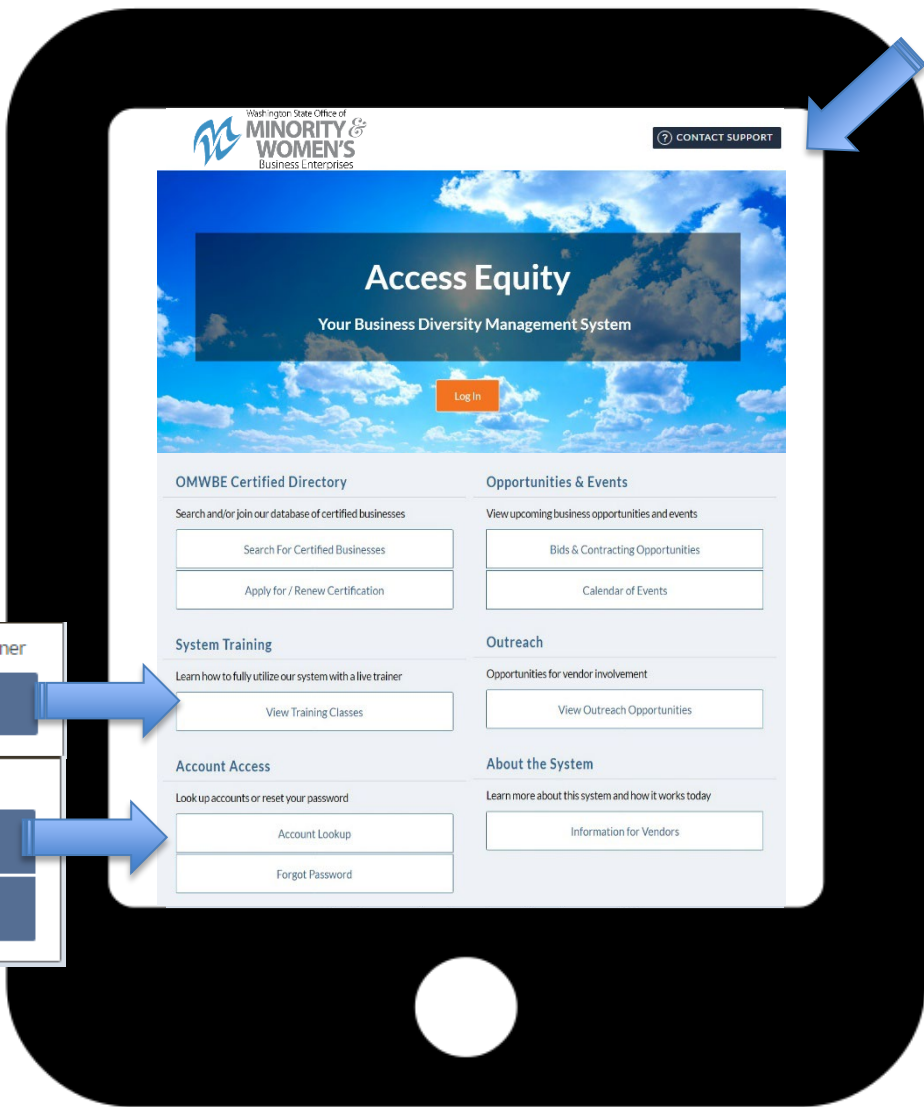 Washington State Office of
MINORITY &
WOMEN'S
Business Enterprises
? CONTACT SUPPORT
Access Equity
Your Business Diversity Management System
Log In
OMWBE Certified Directory
Search and/or join our database of certified businesses
Search For Certified Businesses
Apply for / Renew Certification
Opportunities & Events
View upcoming business opportunities and events
Bids & Contracting Opportunities
Calendar of Events
ner
System Training
Learn how to fully utilize our system with a live trainer
View Training Classes
Outreach
Opportunities for vendor involvement
View Outreach Opportunities
Account Access
Look up accounts or reset your password
Account Lookup
Forgot Password
About the System
Learn more about this system and how it works today
Information for Vendors